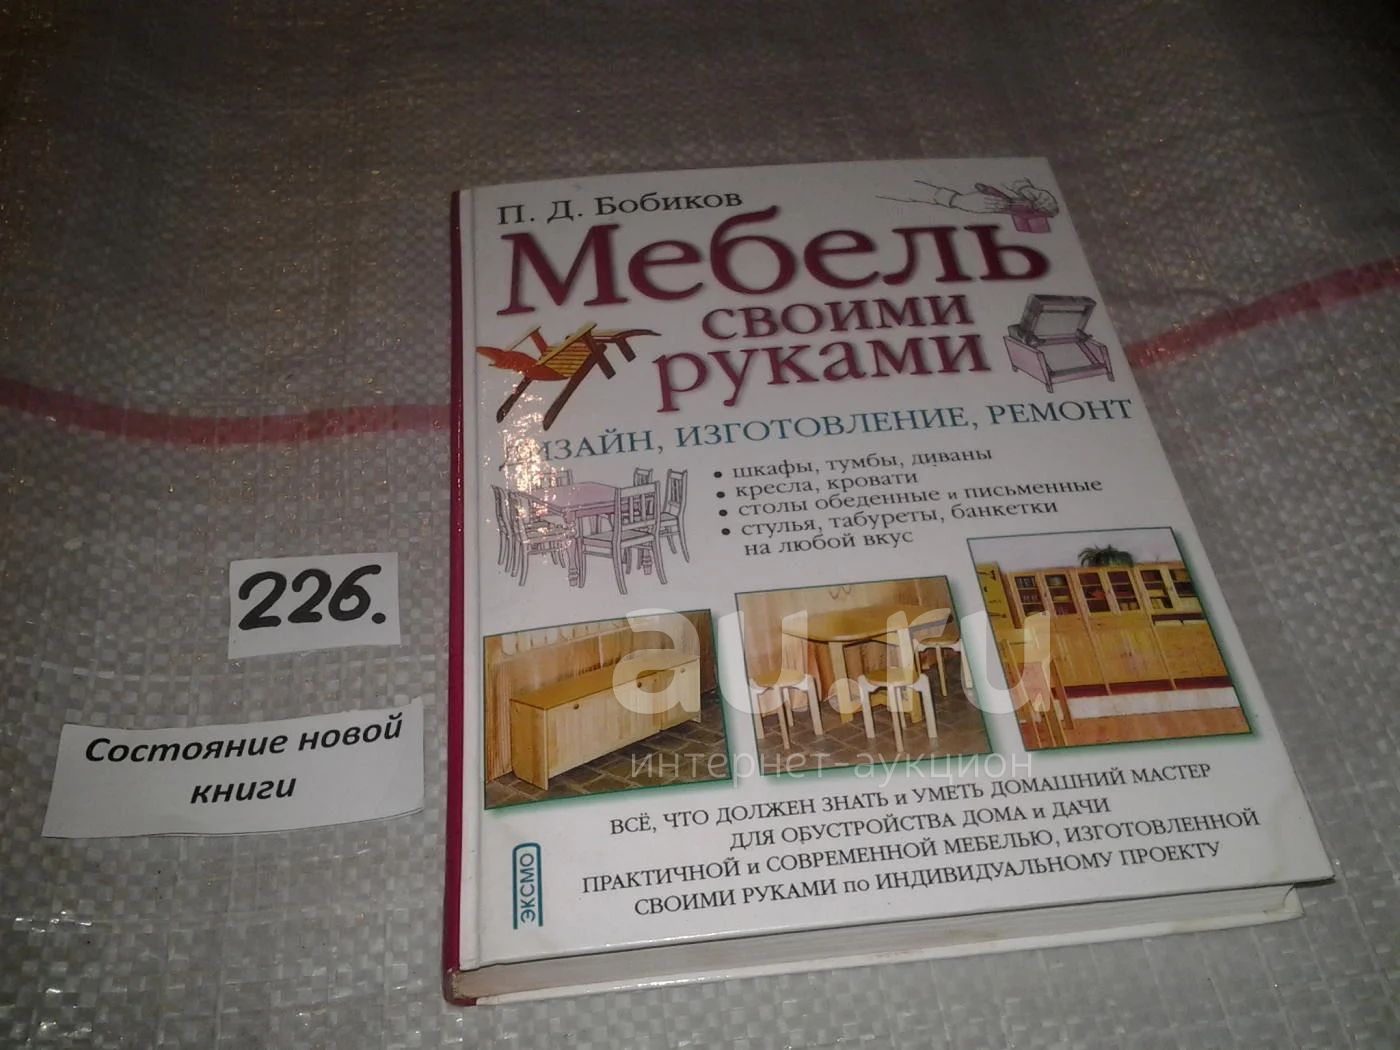 П. Д. Бобиков
Мебель
своими
руками
ДИЗАЙН, ИЗГОТОВЛЕНИЕ, РЕМОНТ
• шкафы, тумбы, диваны
• кресла, кровати
• столы обеденные и письменные
• стулья, табуреты, банкетки
на любой вкус
226.
Состояние новой
книги
au.ru
интернет-аукцион
ВСЁ, ЧТО ДОЛЖЕН ЗНАТЬ и УМЕТЬ ДОМАШНИЙ МАСТЕР
ДЛЯ ОБУСТРОЙСТВА ДОМА и ДАЧИ
ПРАКТИЧНОЙ и СОВРЕМЕННОЙ МЕБЕЛЬЮ, ИЗГОТОВЛЕННОЙ
СВОИМИ РУКАМИ по ИНДИВИДУАЛЬНОМУ ПРОЕКТУ
ЭКСМО